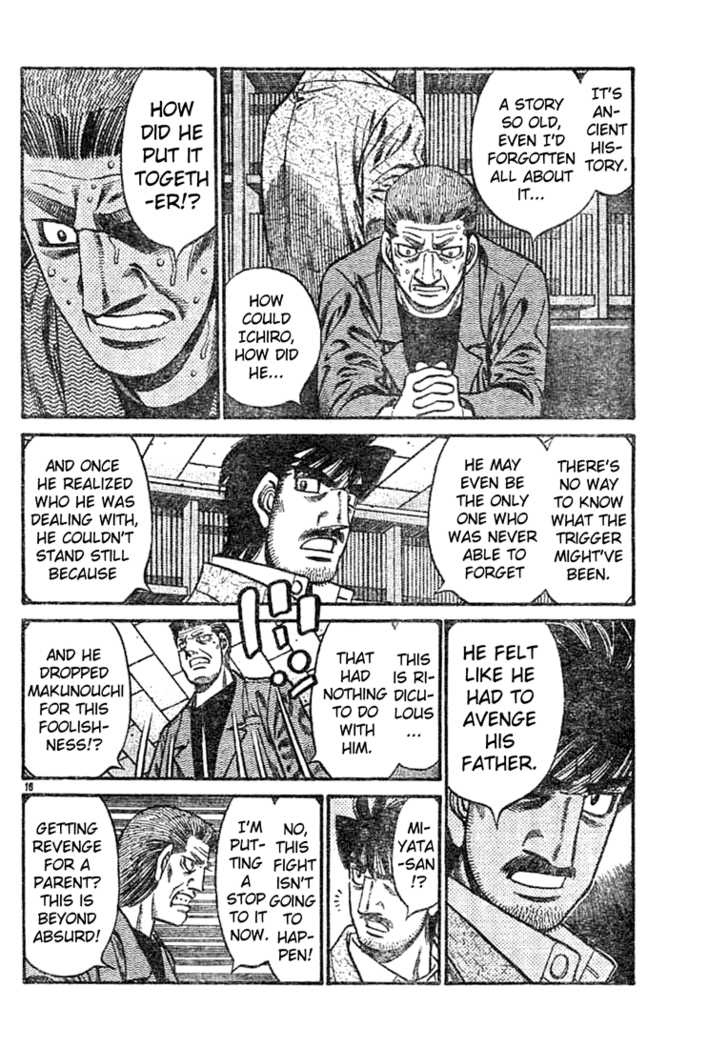 IT'S
AN-
CIENT
HIS-
TORY.
A STORY
SO OLD,
EVEN I'D
FORGOTTEN
ALL ABOUT
IT...
HOW
COULD
ICHIRO,
HOW DID
HE...
HOW
DID HE
PUT IT
TOGETH
-ER!?
THERE'S
NO WAY
TO KNOW
WHAT THE
TRIGGER
MIGHT'VE
BEEN.
HE MAY
EVEN BE
THE ONLY
ONE WHO
WAS NEVER
ABLE TO
FORGET
AND ONCE
HE REALIZED
WHO HE WAS
DEALING WITH,
HE COULDN'T
STAND STILL
BECAUSE
HE FELT
LIKE HE
HAD TO
AVENGE
HIS
FATHER.
THIS
IS RI-
DICU-
LOUS
...
THAT
HAD
NOTHING
TO DO
WITH
HIM.
AND HE
DROPPED
MAKUNOUCHI
FOR THIS
FOOLISH-
NESS!?
16
MI-
YATA
-SAN
!?
NO,
THIS
FIGHT
ISN'T
GOING
TO
HAP-
PEN!
I'M
PUT-
TING
A
STOP
TO IT
NOW.
GETTING
REVENGE
FOR A
PARENT?
THIS IS
BEYOND
ABSURD!